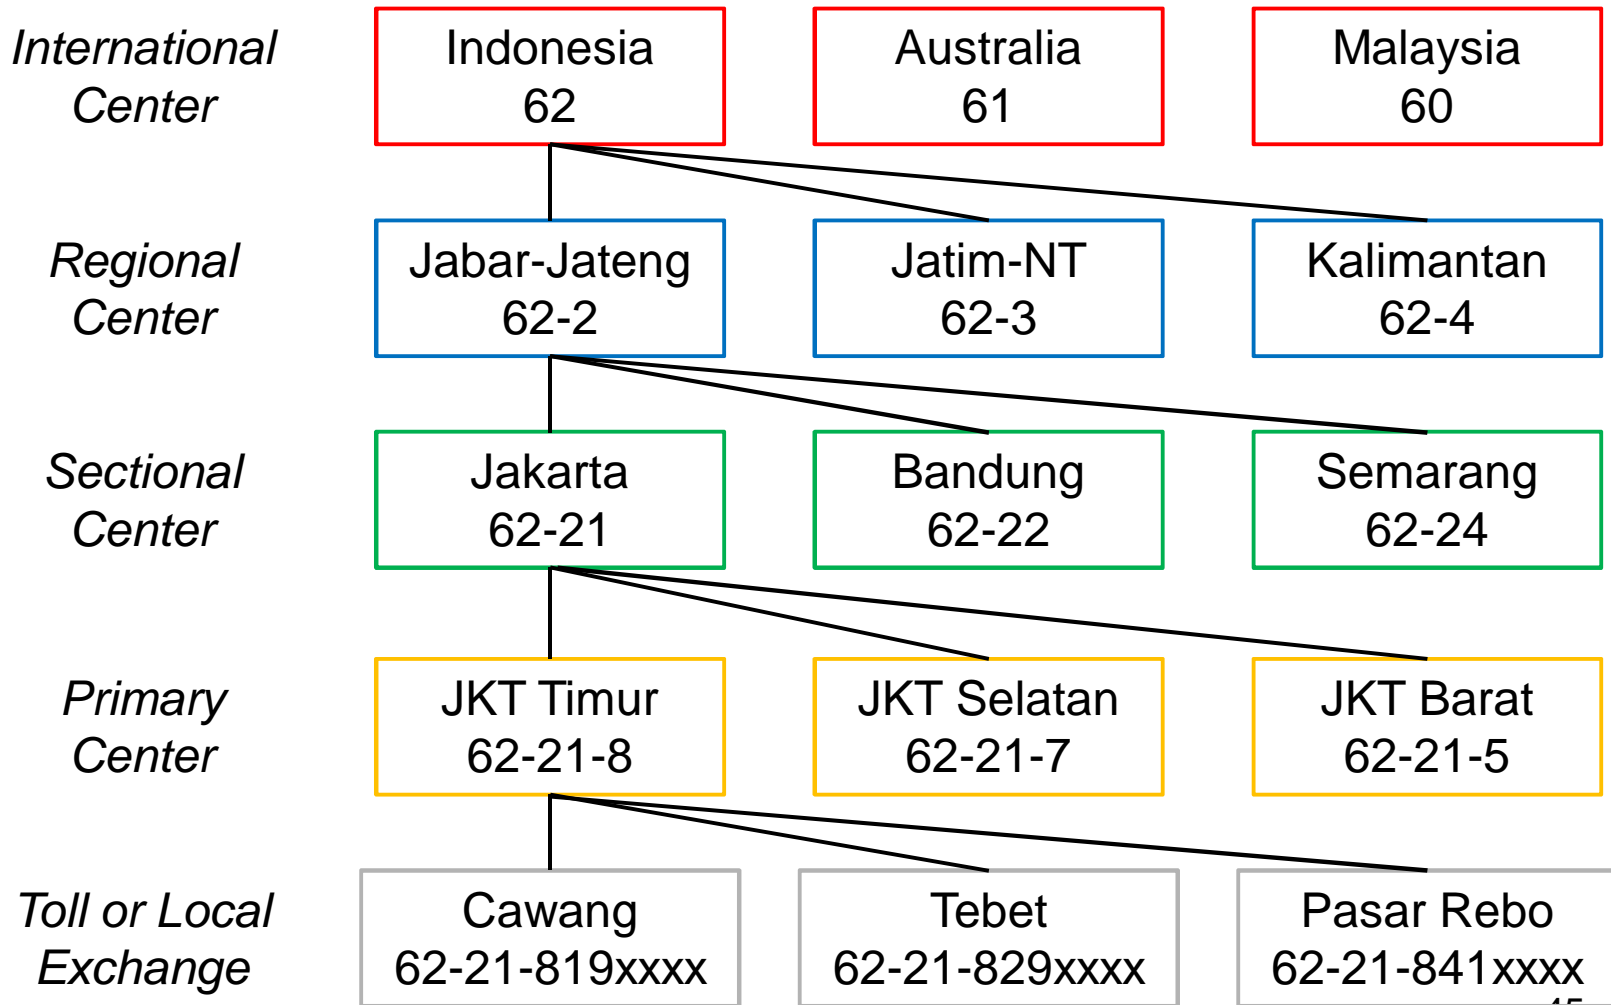 International
Center
Indonesia
62
Australia
61
Malaysia
60
Regional
Center
Jabar-Jateng
62-2
Jatim-NT
62-3
Kalimantan
62-4
Sectional
Center
Jakarta
62-21
Bandung
62-22
Semarang
62-24
Primary
Center
JKT Timur
62-21-8
JKT Selatan
62-21-7
JKT Barat
62-21-5
Toll or Local
Exchange
Cawang
62-21-819xxxx
Tebet
62-21-829xxxx
Pasar Rebo
62-21-841xxxx